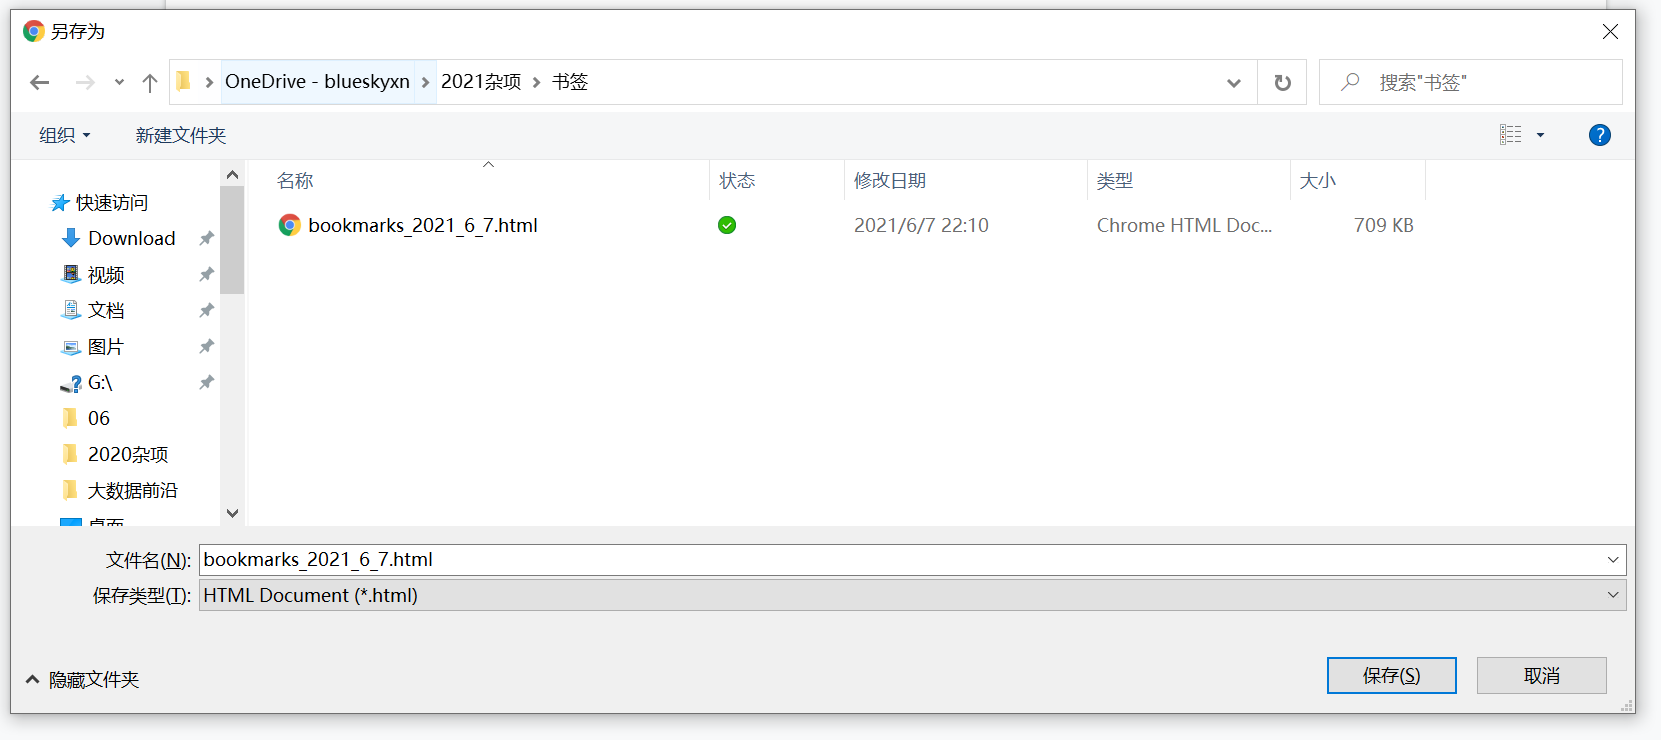 另存为
OneDrive - blueskyxn 2021杂项 书签 搜索"书签"
组织 新建文件夹
名称 状态 修改日期 类型 大小
bookmarks_2021_6_7.html 2021/6/7 22:10 Chrome HTML Doc... 709 KB
快速访问
Download
视频
文档
图片
G:\
06
2020杂项
大数据前沿
桌面
文件名(N): bookmarks_2021_6_7.html
保存类型(T): HTML Document (*.html)
隐藏文件夹 保存(S) 取消